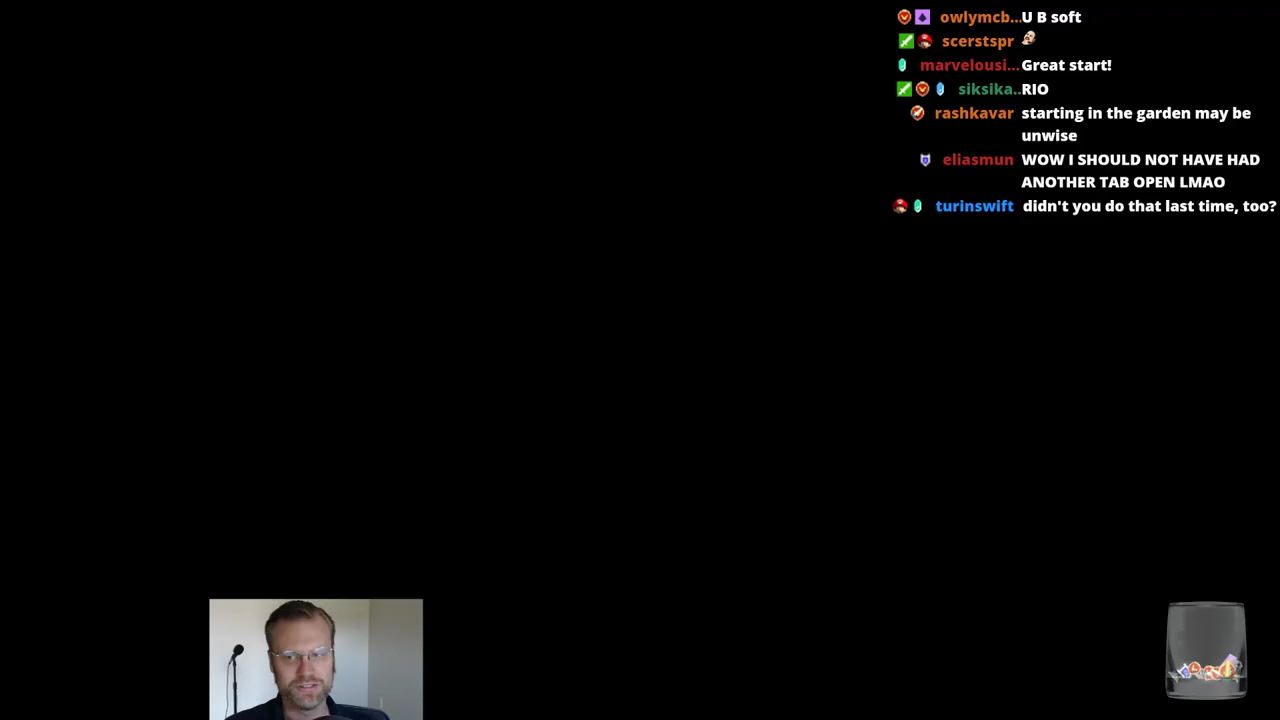 owlymcb...U B soft
scerstspr
marvelousi...Great start!
siksika..RIO
rashkavar starting in the garden may be
unwise
eliasmun WOW I SHOULD NOT HAVE HAD
ANOTHER TAB OPEN LMAO
turinswift didn't you do that last time, too?